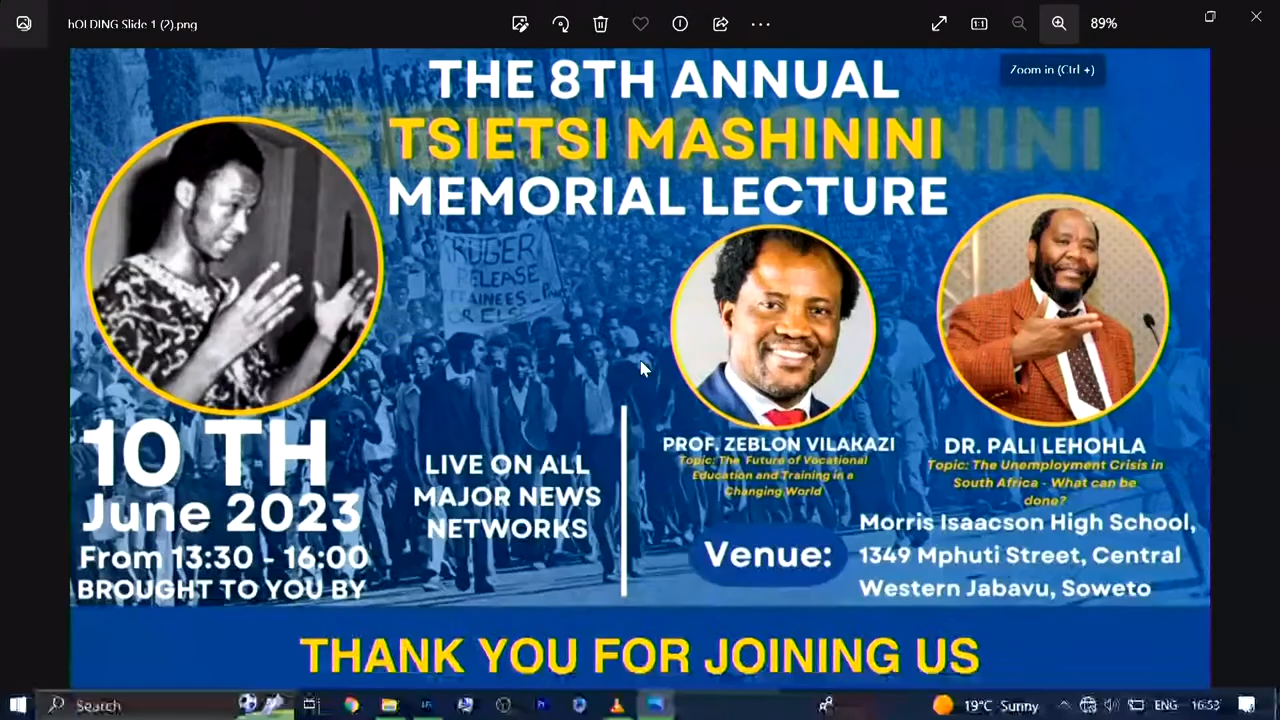 hOLDING Slide 1 (2).png
89%
Zoom in (Ctrl +)
THE 8TH ANNUAL
TSIETSI MASHININI
MEMORIAL LECTURE
KRUGER
RELEASE
OR ELSE
10 TH
June 2023
From 13:30 - 16:00
BROUGHT TO YOU BY
LIVE ON ALL
MAJOR NEWS
NETWORKS
PROF. ZEBLON VILAKAZI
Topic: The Future of Vocational
Education and Training in a
Changing World
DR. PALI LEHOHLA
Topic: The Unemployment Crisis in
South Africa - What can be
done?
Venue:
Morris Isaacson High School,
1349 Mphuti Street, Central
Western Jabavu, Soweto
THANK YOU FOR JOINING US
Search
19°C Sunny
ENG
16:53